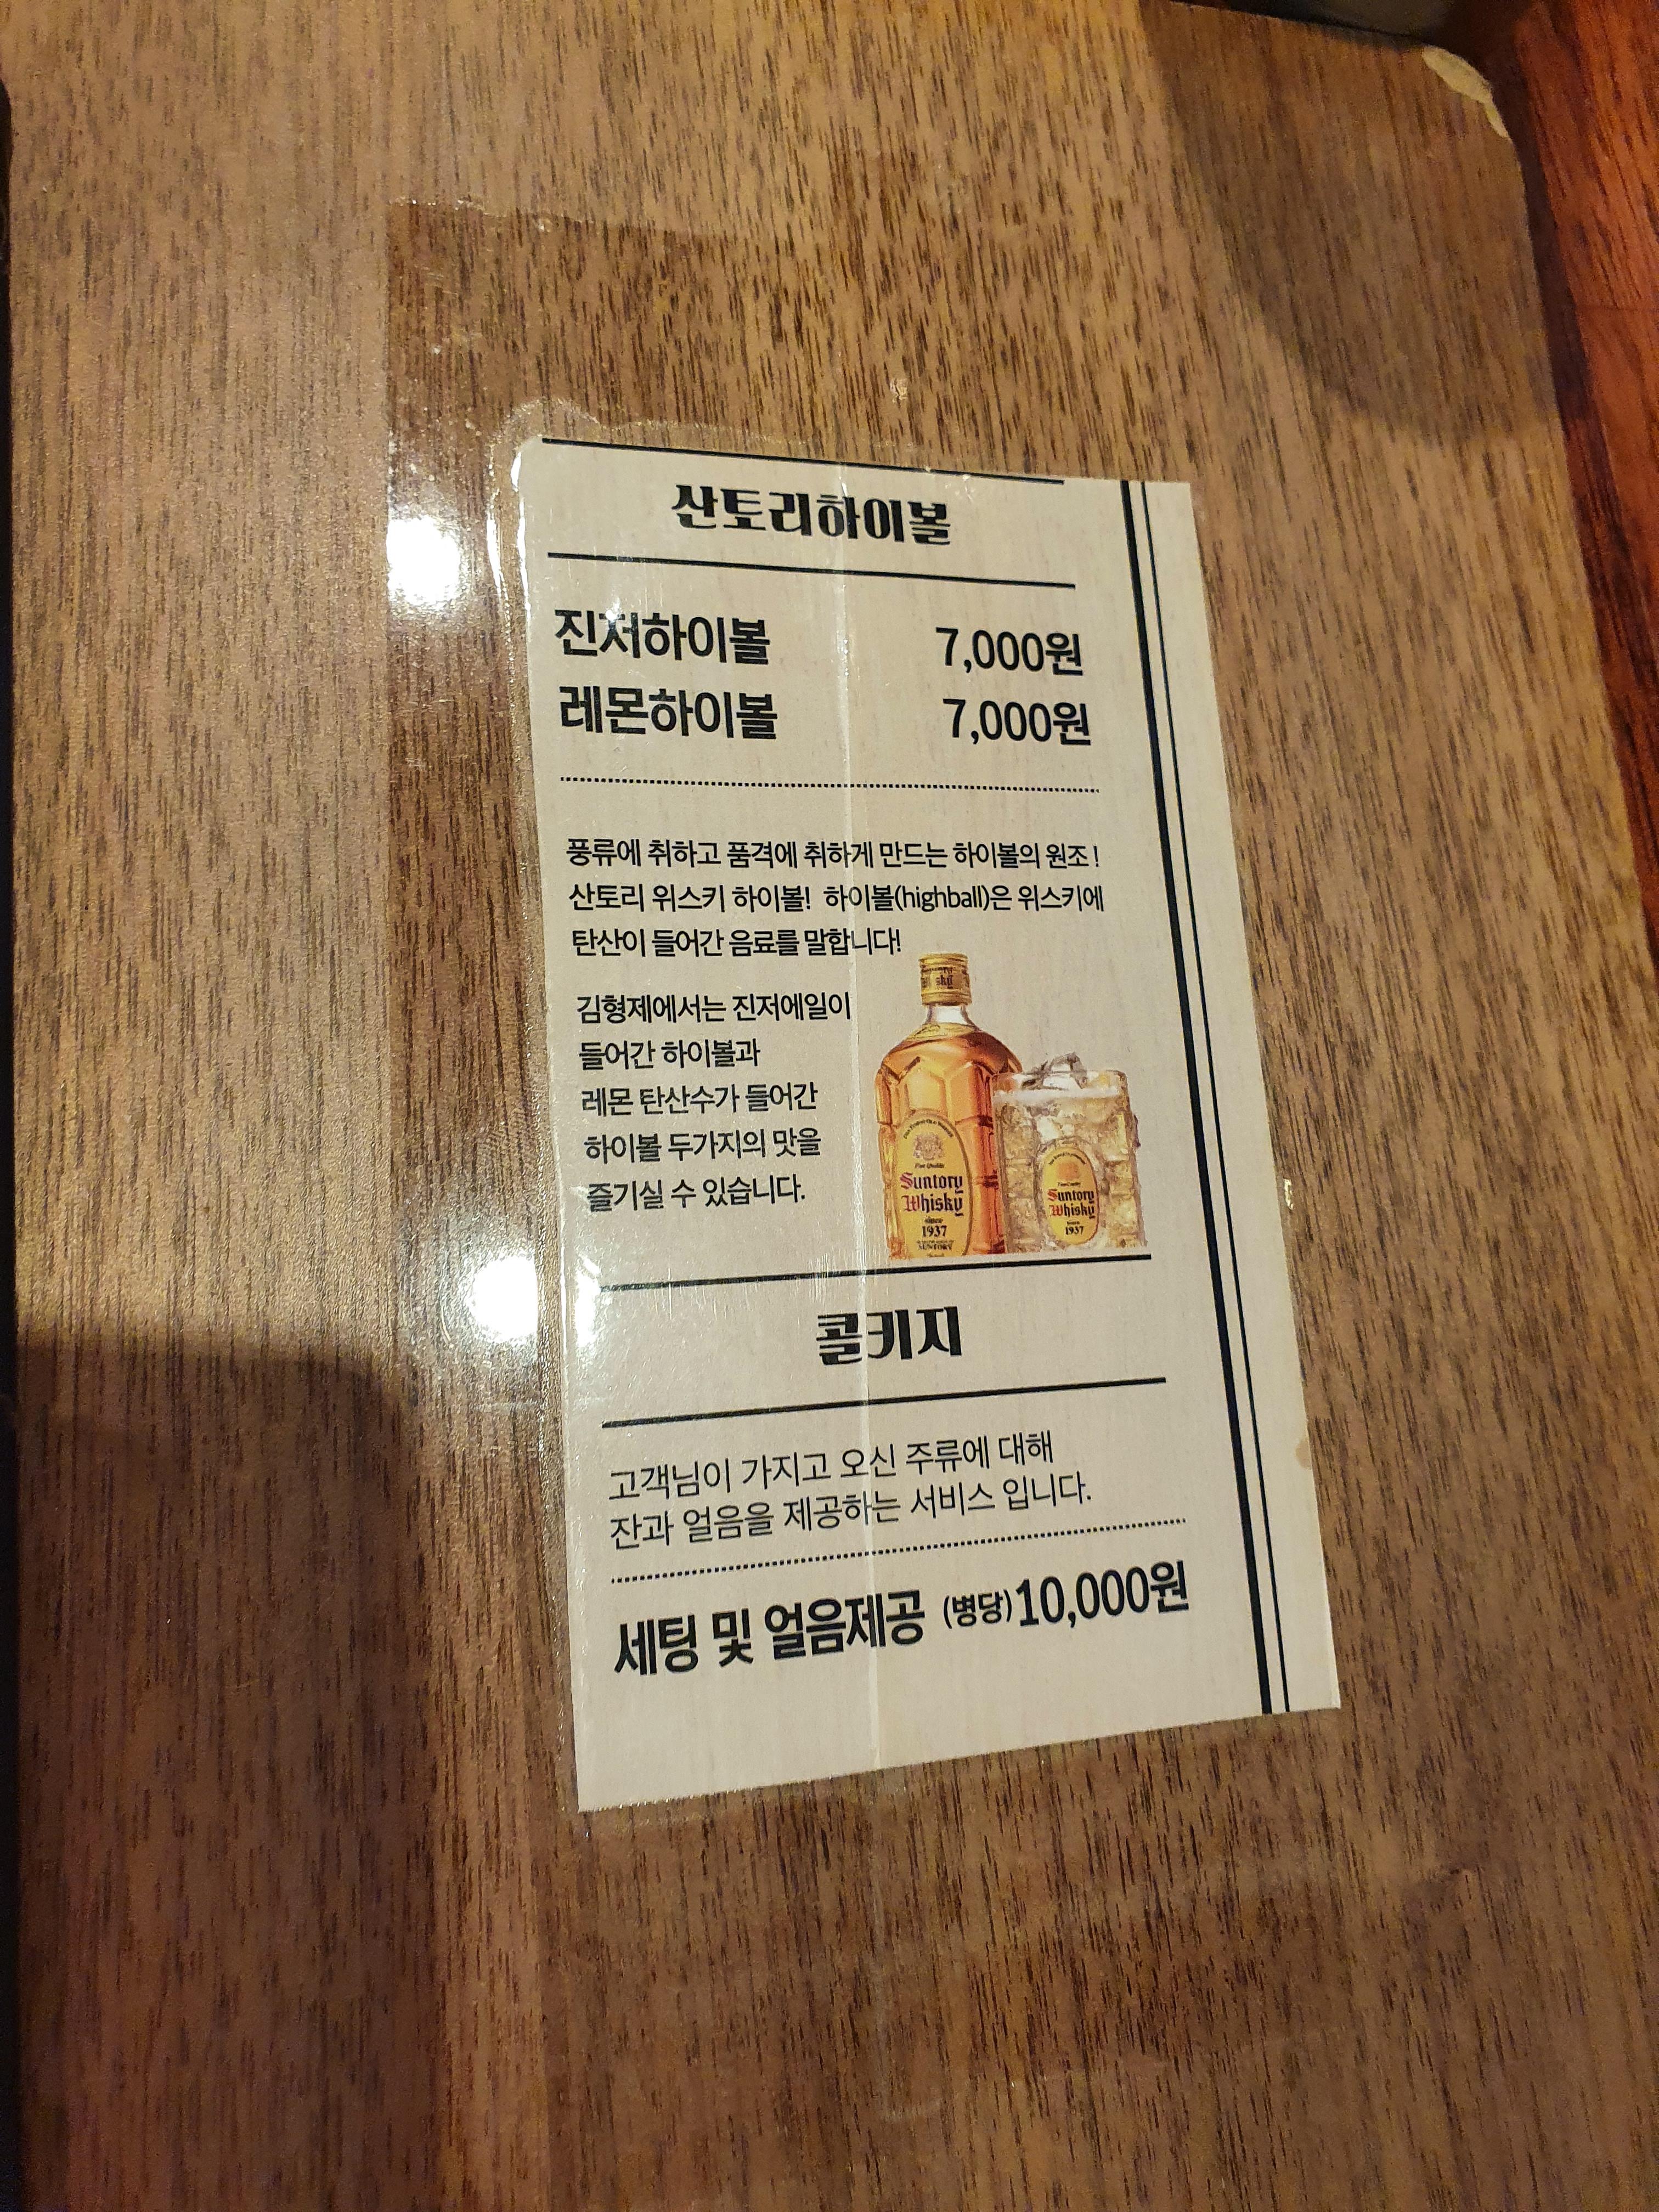 산토리하이볼
진저하이볼 7,000원
레몬하이볼 7,000원
풍류에 취하고 품격에 취하게 만드는 하이볼의 원조!
산토리 위스키 하이볼! 하이볼(highball)은 위스키에
탄산이 들어간 음료를 말합니다!
김형제에서는 진저에일이
들어간 하이볼과
레몬 탄산수가 들어간
하이볼 두가지의 맛을
즐기실 수 있습니다.
Suntory
Whisky
since
1937
SUNTORY
Suntory
Whisky
1937
콜키지
고객님이 가지고 오신 주류에 대해
잔과 얼음을 제공하는 서비스 입니다.
세팅 및 얼음제공 (병당)10,000원